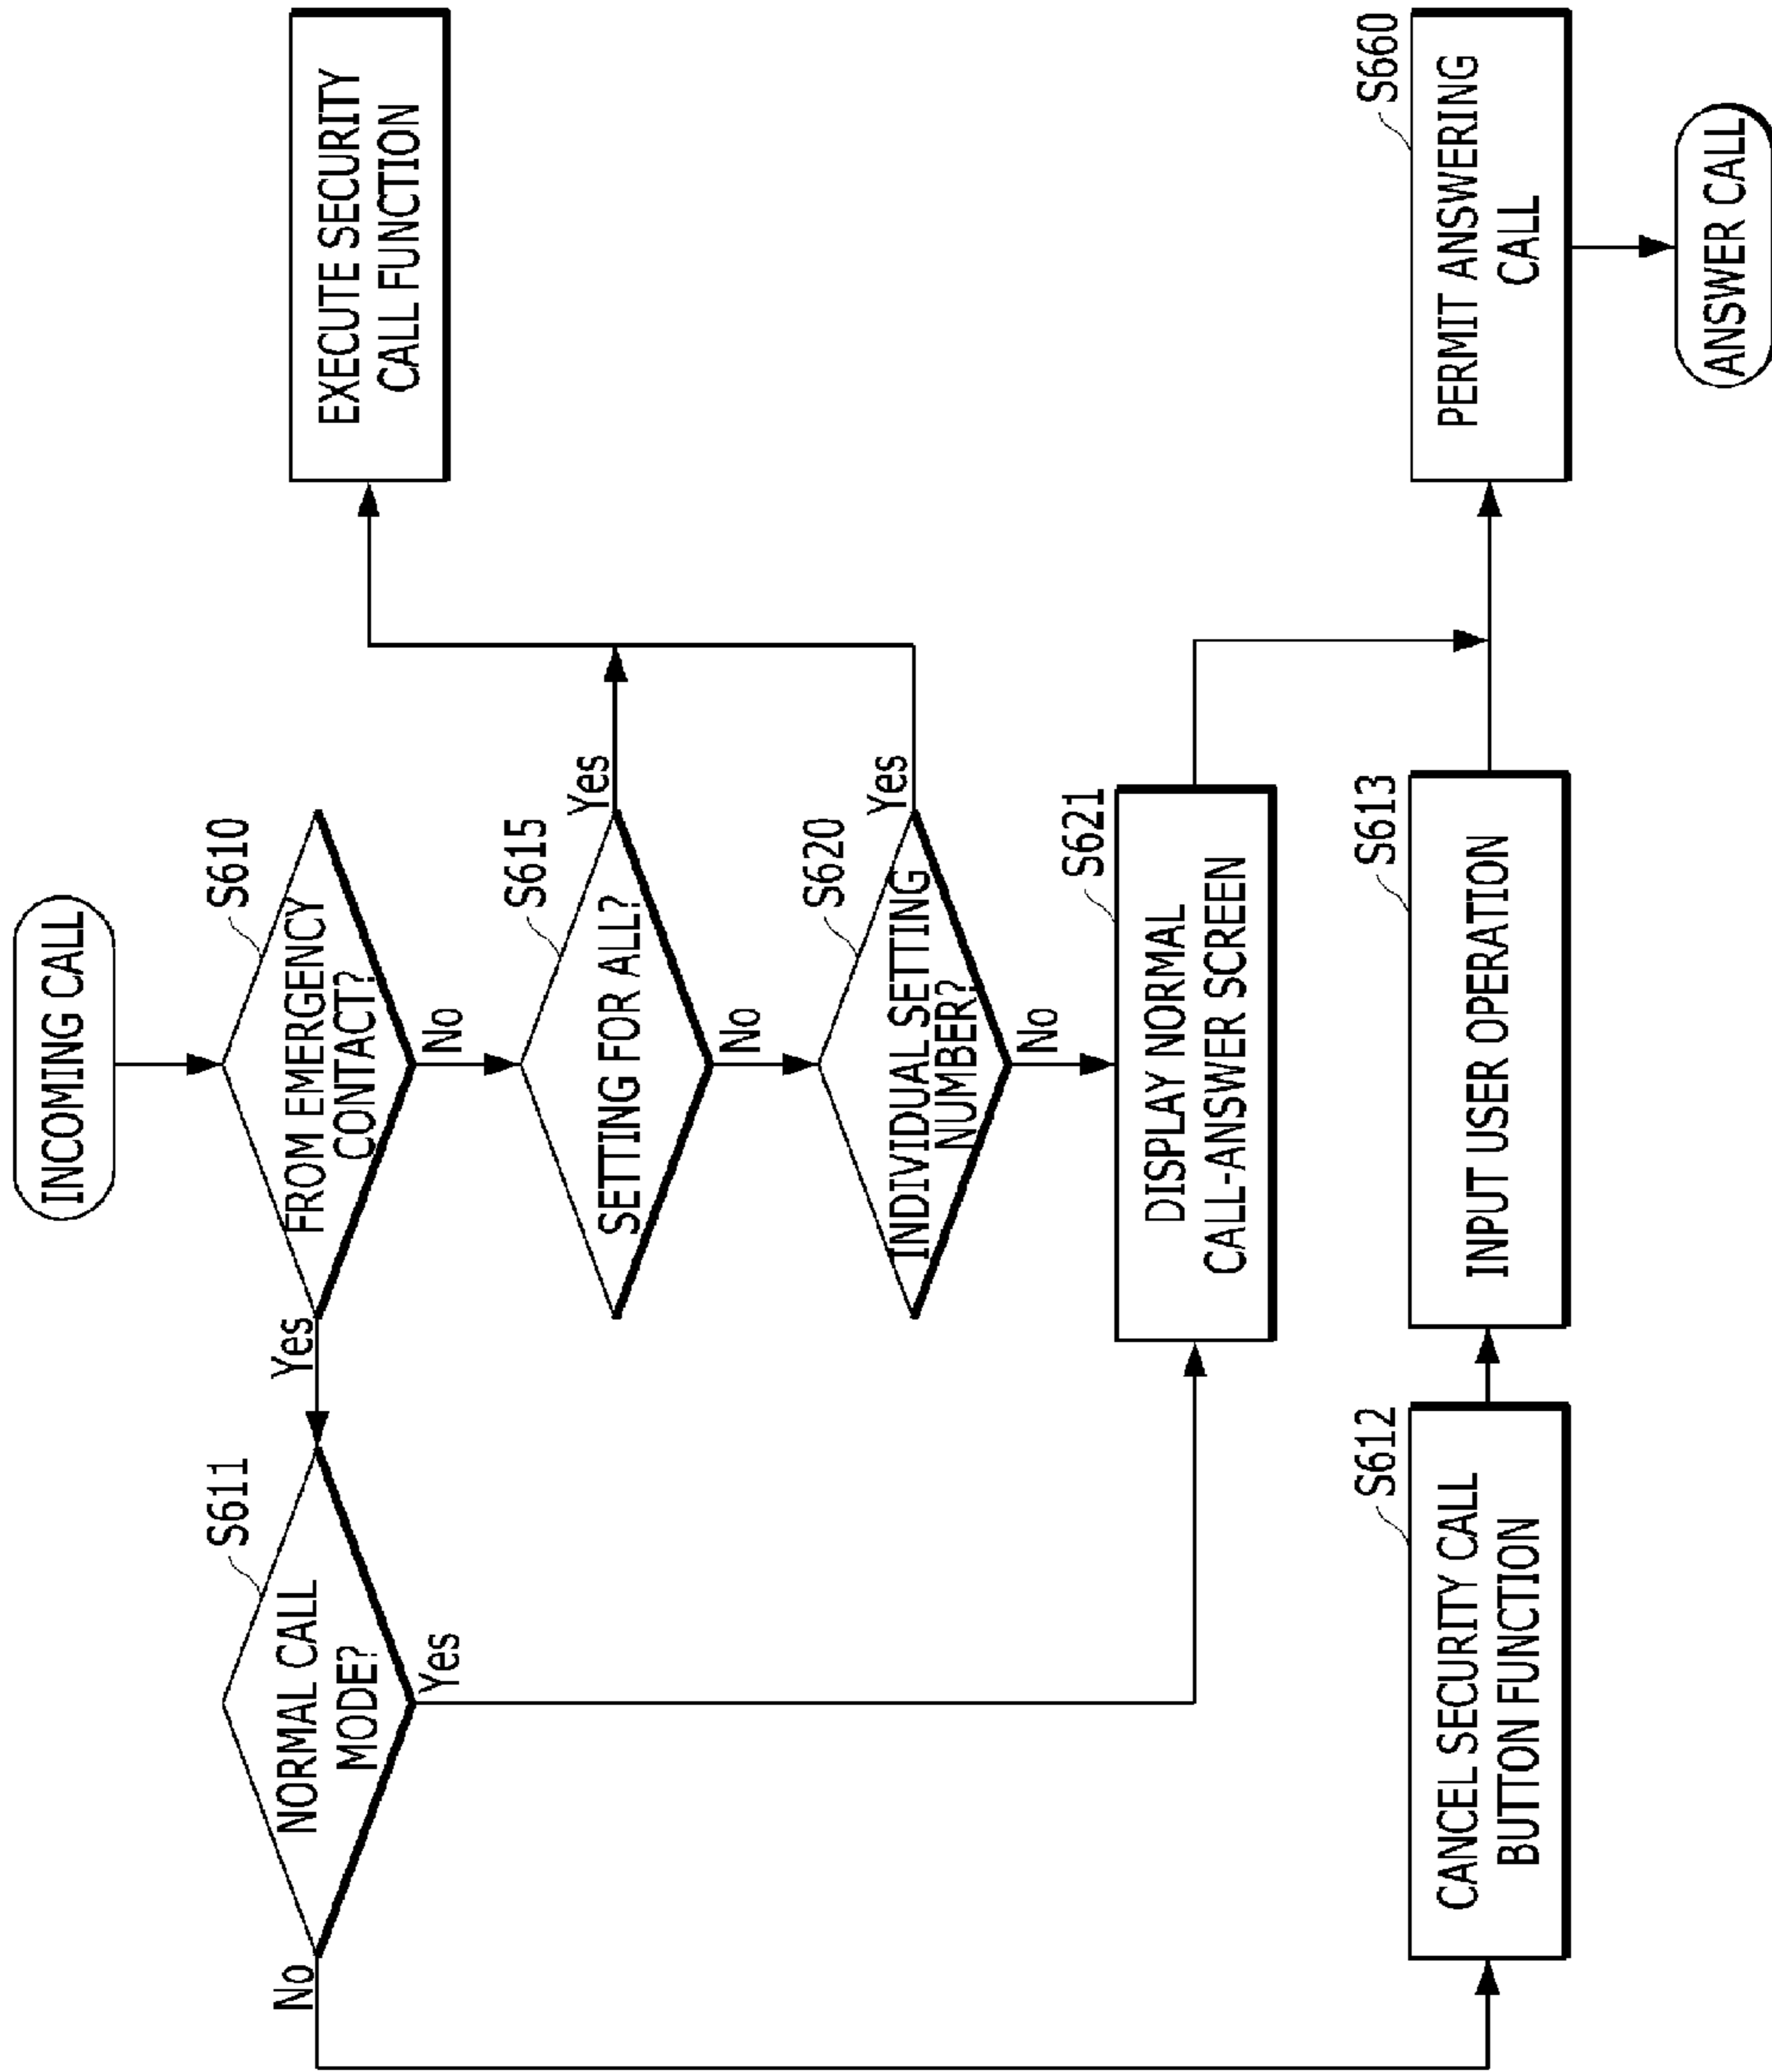 INCOMING CALL
S610
FROM EMERGENCY
CONTACT?
Yes
No
S611
NORMAL CALL
MODE?
No
Yes
EXECUTE SECURITY
CALL FUNCTION
S615
SETTING FOR ALL?
Yes
No
S620
INDIVIDUAL SETTING
NUMBER?
Yes
No
S621
DISPLAY NORMAL
CALL-ANSWER SCREEN
S612
CANCEL SECURITY CALL
BUTTON FUNCTION
S613
INPUT USER OPERATION
S660
PERMIT ANSWERING
CALL
ANSWER CALL